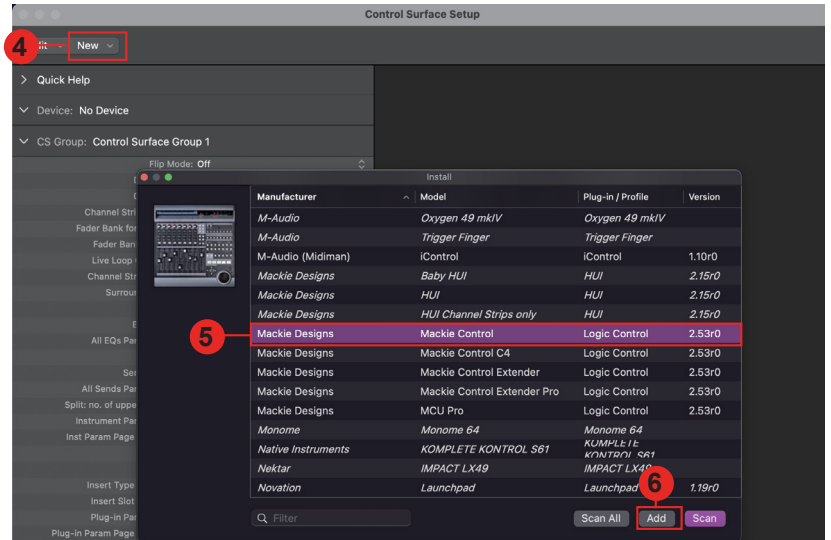 Control Surface Setup
4
New
Quick Help
Device: No Device
CS Group: Control Surface Group 1
Flip Mode: Off
Install
Manufacturer Model Plug-in / Profile Version
M-Audio Oxygen 49 mkIV Oxygen 49 mkIV
M-Audio Trigger Finger Trigger Finger
M-Audio (Midiman) iControl iControl 1.10r0
Mackie Designs Baby HUI HUI 2.15r0
Mackie Designs HUI HUI 2.15r0
Mackie Designs HUI Channel Strips only HUI 2.15r0
5
Mackie Designs Mackie Control Logic Control 2.53r0
Mackie Designs Mackie Control C4 Logic Control 2.53r0
Mackie Designs Mackie Control Extender Logic Control 2.53r0
Mackie Designs Mackie Control Extender Pro Logic Control 2.53r0
Mackie Designs MCU Pro Logic Control 2.53r0
Monome Monome 64 Monome 64
Native Instruments KOMPLETE KONTROL S61 KOMPLETE KONTROL S61
Nektar IMPACT LX49 IMPACT LX49
Novation Launchpad Launchpad 1.19r0
6
Filter Scan All Add Scan
Channel Stri
Fader Bank for
Fader Ban
Live Loop
Channel Str
Surrou
All EQs Par
Se
All Sends Par
Split: no. of uppe
Instrument Par
Inst Param Page
Insert Type
Insert Slot
Plug-in Par
Plug-in Param Page